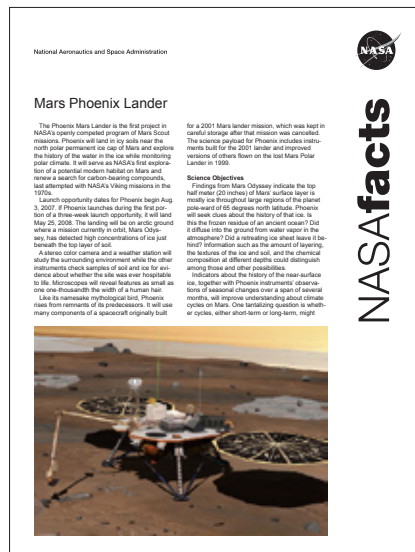 National Aeronautics and Space Administration
NASA
Mars Phoenix Lander
The Phoenix Mars Lander is the first project in
NASA's openly competed program of Mars Scout
missions. Phoenix will land in icy soils near the
north polar permanent ice cap of Mars and explore
the history of the water in the ice while monitoring
polar climate. It will serve as NASA's first explora-
tion of a potential modern habitat on Mars and
renew a search for carbon-bearing compounds,
last attempted with NASA's Viking missions in the
1970s.
Launch opportunity dates for Phoenix begin Aug.
3, 2007. If Phoenix launches during the first por-
tion of a three-week launch opportunity, it will land
May 25, 2008. The landing will be on arctic ground
where a mission currently in orbit, Mars Odys-
sey, has detected high concentrations of ice just
beneath the top layer of soil.
A stereo color camera and a weather station will
study the surrounding environment while the other
instruments check samples of soil and ice for evi-
dence about whether the site was ever hospitable
to life. Microscopes will reveal features as small as
one one-thousandth the width of a human hair.
Like its namesake mythological bird, Phoenix
rises from remnants of its predecessors. It will use
many components of a spacecraft originally built
for a 2001 Mars lander mission, which was kept in
careful storage after that mission was cancelled.
The science payload for Phoenix includes instru-
ments built for the 2001 lander and improved
versions of others flown on the lost Mars Polar
Lander in 1999.
Science Objectives
Findings from Mars Odyssey indicate the top
half meter (20 inches) of Mars' surface layer is
mostly ice throughout large regions of the planet
pole-ward of 65 degrees north latitude. Phoenix
will seek clues about the history of that ice. Is
this the frozen residue of an ancient ocean? Did
it diffuse into the ground from water vapor in the
atmosphere? Did a retreating ice sheet leave it be-
hind? Information such as the amount of layering,
the textures of the ice and soil, and the chemical
composition at different depths could distinguish
among those and other possibilities.
Indicators about the history of the near-surface
ice, together with Phoenix instruments' observa-
tions of seasonal changes over a span of several
months, will improve understanding about climate
cycles on Mars. One tantalizing question is wheth-
er cycles, either short-term or long-term, might
NASAfacts